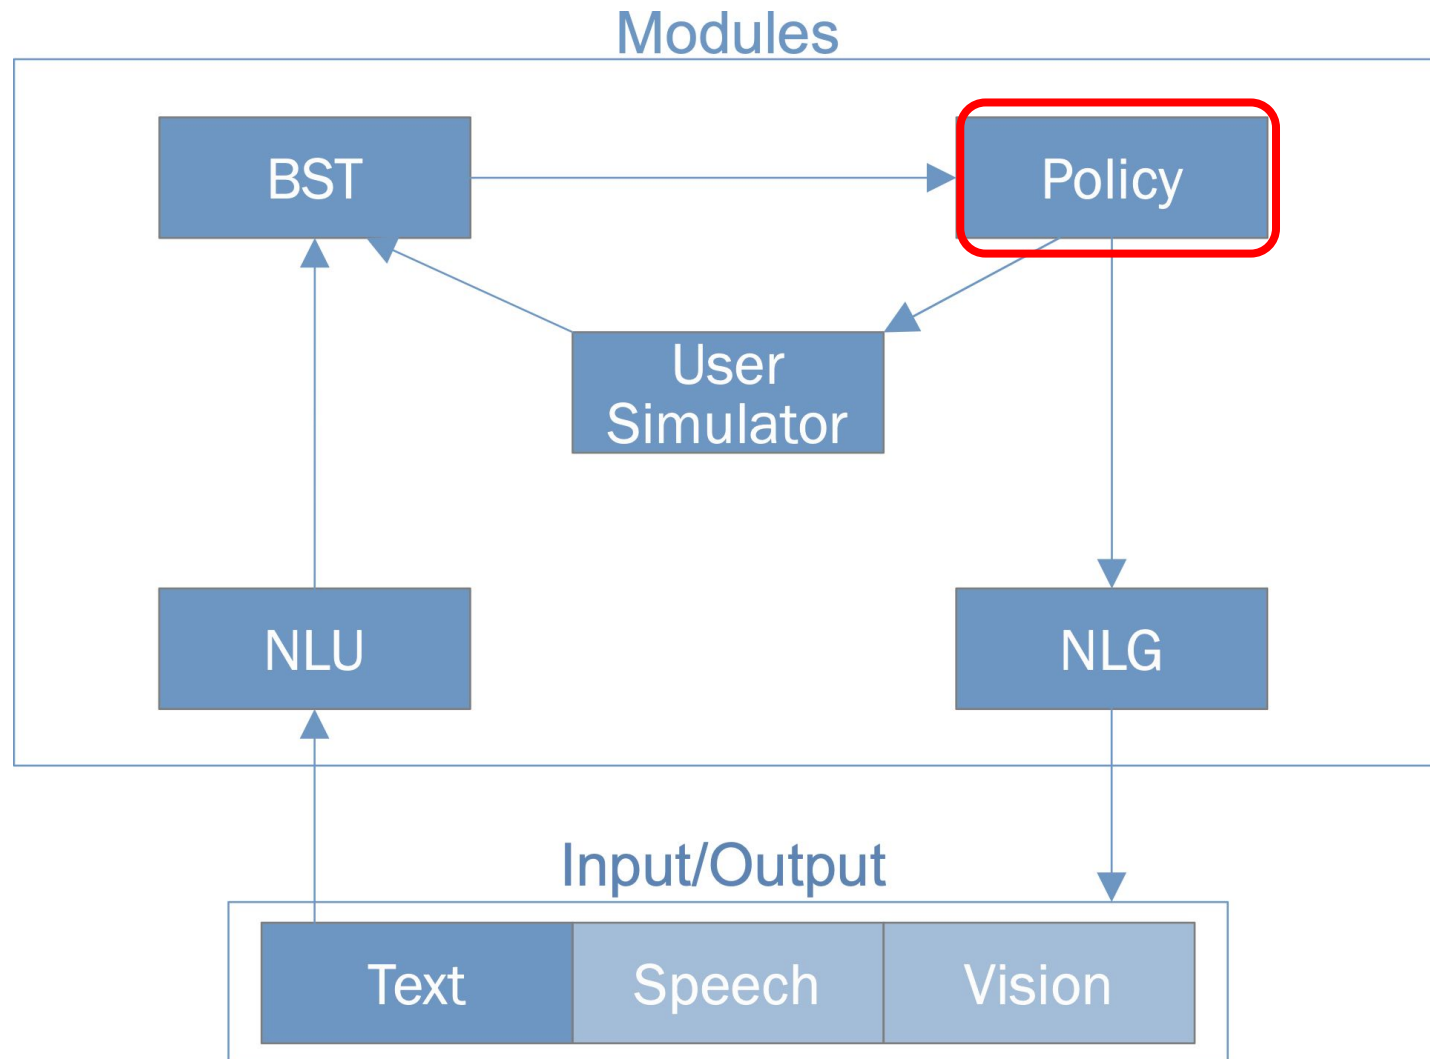 Modules
BST
Policy
User
Simulator
NLU
NLG
Input/Output
Text
Speech
Vision